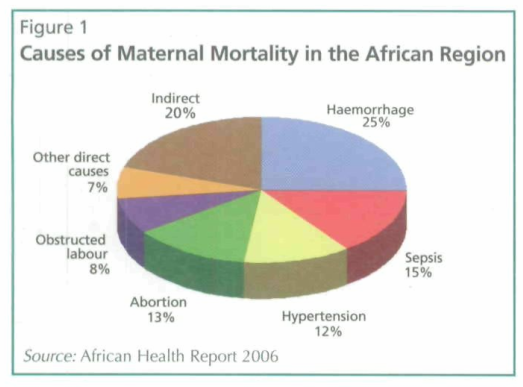 Figure 1
Causes of Maternal Mortality in the African Region
Indirect
20%
Haemorrhage
25%
Other direct
causes
7%
Obstructed
labour
8%
Sepsis
15%
Abortion
13%
Hypertension
12%
Source: African Health Report 2006